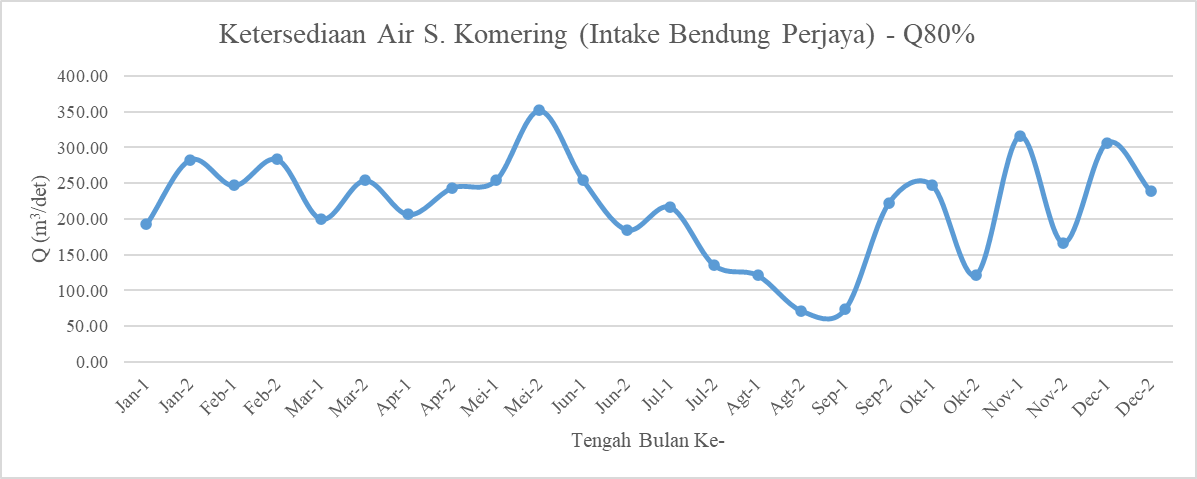 Ketersediaan Air S. Komering (Intake Bendung Perjaya) - Q80%
400.00
350.00
300.00
250.00
200.00
150.00
100.00
50.00
0.00
Q (m³/det)
Jan-1
Jan-2
Feb-1
Feb-2
Mar-1
Mar-2
Apr-1
Apr-2
Mei-1
Mei-2
Jun-1
Jun-2
Jul-1
Jul-2
Agt-1
Agt-2
Sep-1
Sep-2
Okt-1
Okt-2
Nov-1
Nov-2
Dec-1
Dec-2
Tengah Bulan Ke-